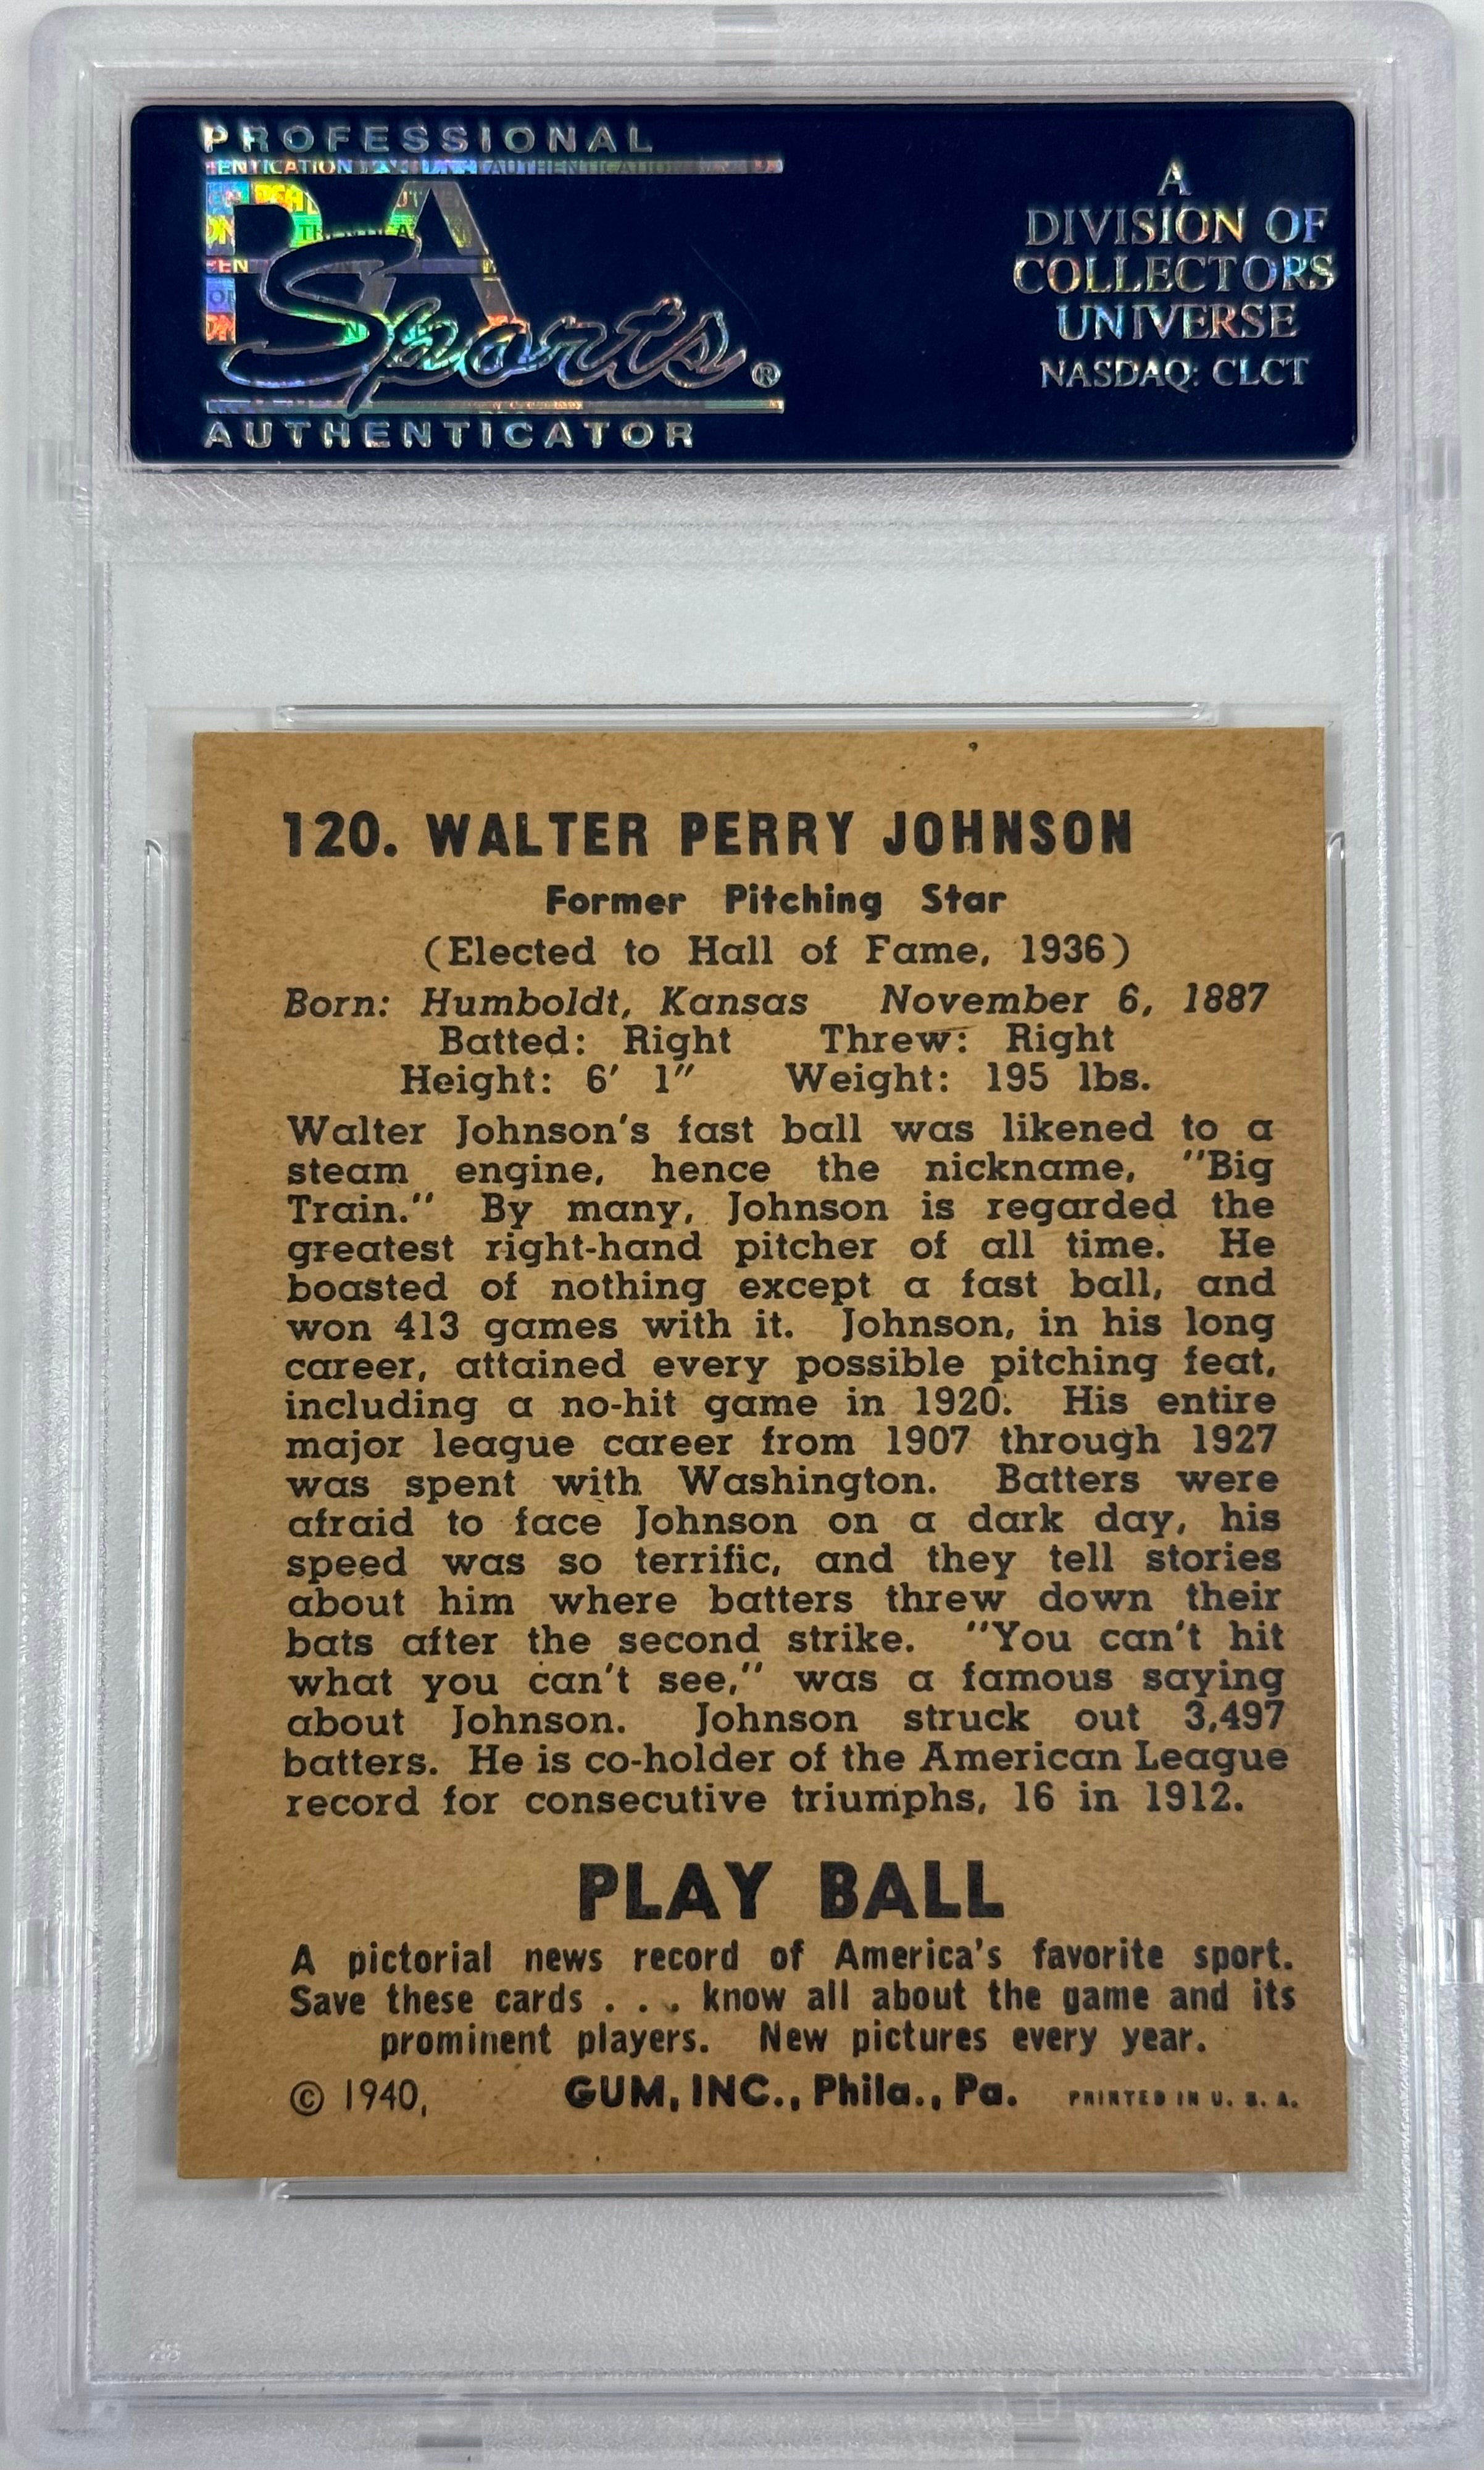 PROFESSIONAL
PSA
Sports®
AUTHENTICATOR
A
DIVISION OF
COLLECTORS
UNIVERSE
NASDAQ: CLCT
120. WALTER PERRY JOHNSON
Former Pitching Star
(Elected to Hall of Fame, 1936)
Born: Humboldt, Kansas November 6, 1887
Batted: Right Threw: Right
Height: 6' 1" Weight: 195 lbs.
Walter Johnson's fast ball was likened to a
steam engine, hence the nickname, "Big
Train." By many, Johnson is regarded the
greatest right-hand pitcher of all time. He
boasted of nothing except a fast ball, and
won 413 games with it. Johnson, in his long
career, attained every possible pitching feat,
including a no-hit game in 1920. His entire
major league career from 1907 through 1927
was spent with Washington. Batters were
afraid to face Johnson on a dark day, his
speed was so terrific, and they tell stories
about him where batters threw down their
bats after the second strike. "You can't hit
what you can't see," was a famous saying
about Johnson. Johnson struck out 3,497
batters. He is co-holder of the American League
record for consecutive triumphs, 16 in 1912.
PLAY BALL
A pictorial news record of America's favorite sport.
Save these cards . . . know all about the game and its
prominent players. New pictures every year.
© 1940, GUM, INC., Phila., Pa. PRINTED IN U. S. A.